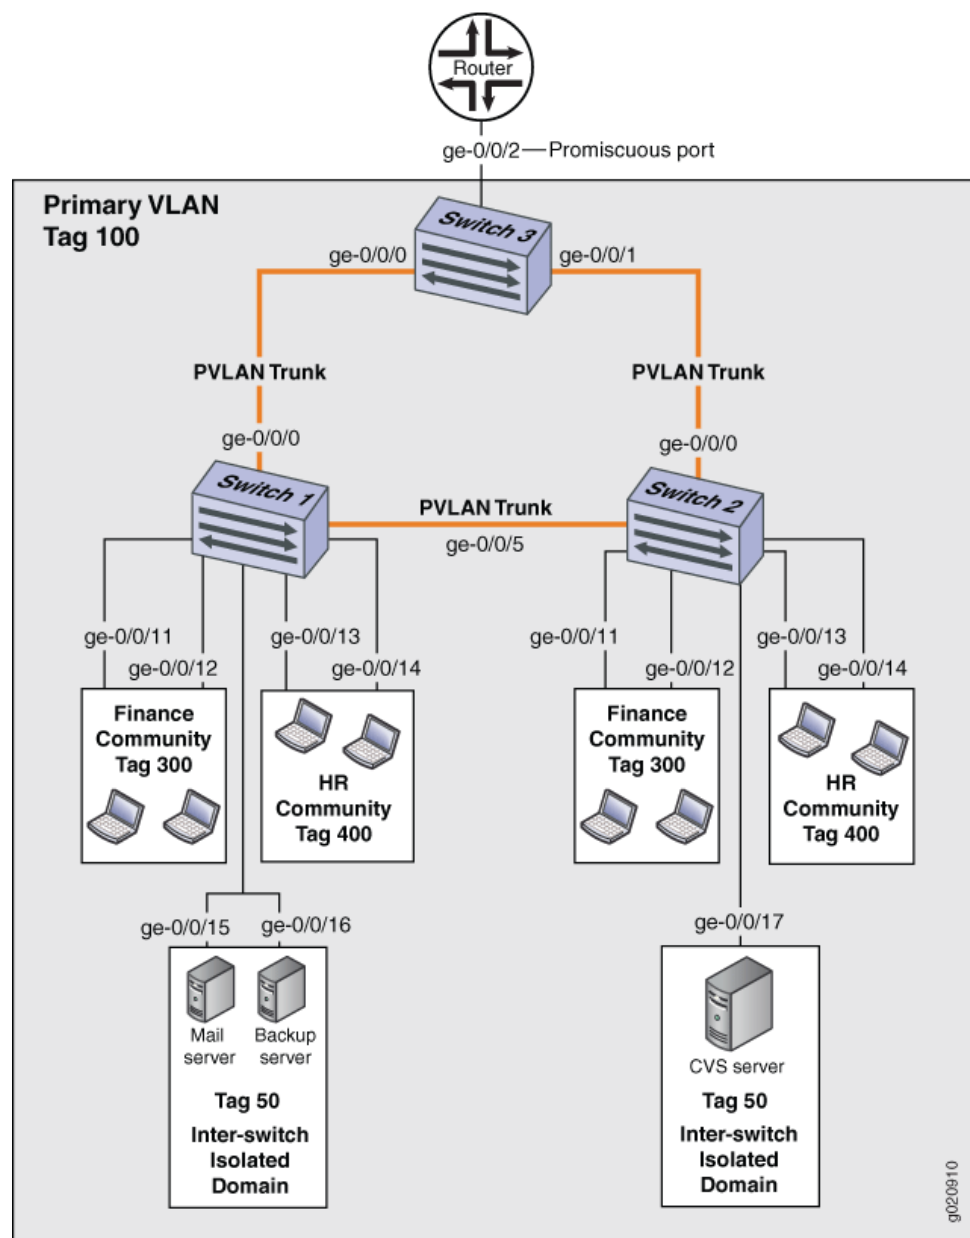 Router
ge-0/0/2 Promiscuous port
Primary VLAN
Tag 100
Switch 3
ge-0/0/0
ge-0/0/1
PVLAN Trunk
PVLAN Trunk
ge-0/0/0
ge-0/0/0
Switch 1
Switch 2
PVLAN Trunk
ge-0/0/5
ge-0/0/11
ge-0/0/13
ge-0/0/12
ge-0/0/14
ge-0/0/11
ge-0/0/13
ge-0/0/12
ge-0/0/14
Finance
Community
Tag 300
HR
Community
Tag 400
Finance
Community
Tag 300
HR
Community
Tag 400
ge-0/0/15
ge-0/0/16
ge-0/0/17
Mail
server
Backup
server
Tag 50
Inter-switch
Isolated
Domain
CVS server
Tag 50
Inter-switch
Isolated
Domain
g020910